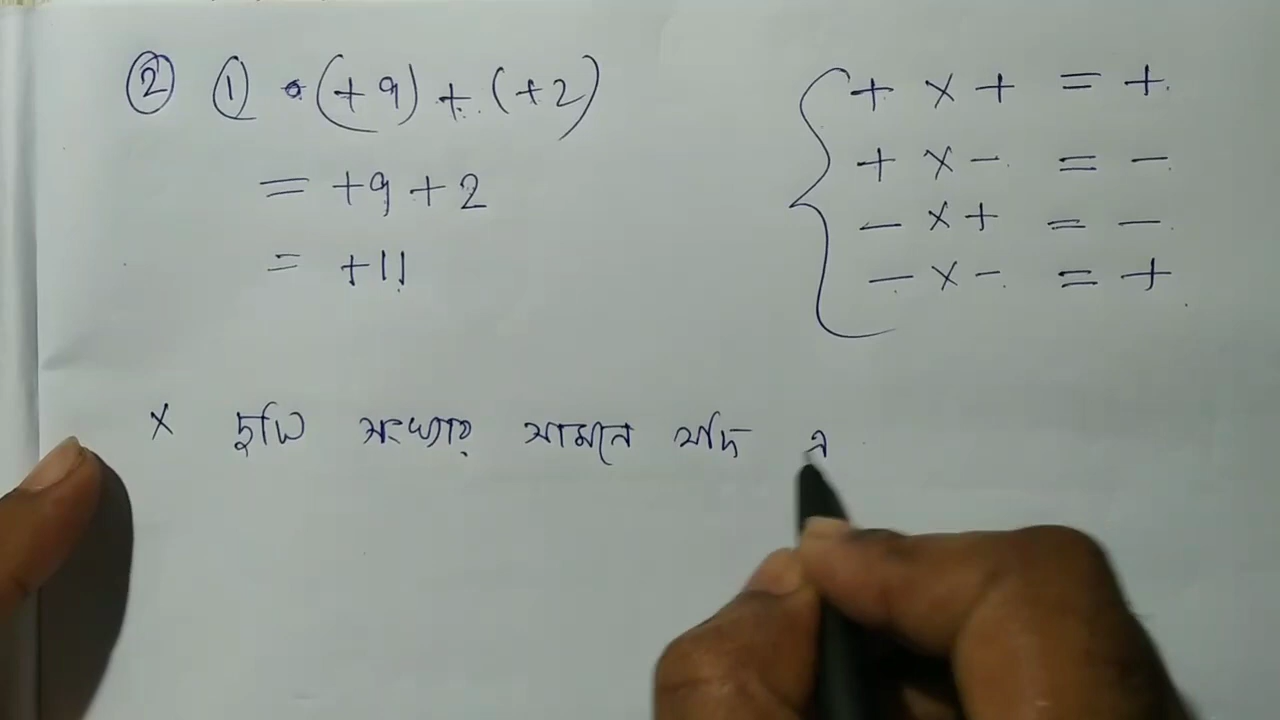 ② ① (+9) + (+2)
= +9 + 2
= +11
+ × + = +
+ × - = -
- × + = -
- × - = +
× দুটি সংখ্যার সামনে যদি এ